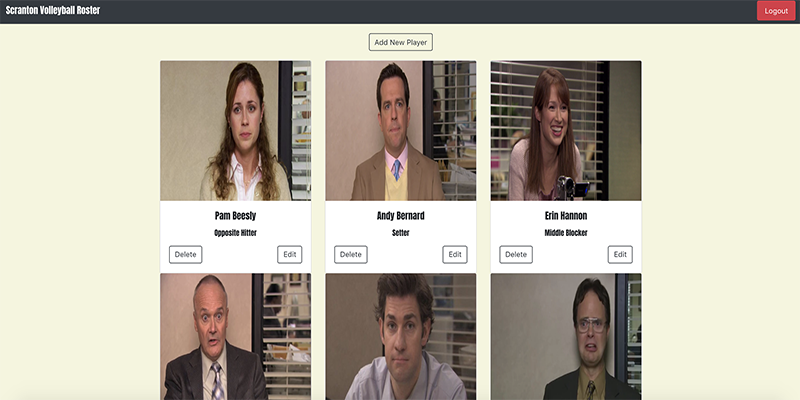 Scranton Volleyball Roster
Logout
Add New Player
Pam Beesly
Opposite Hitter
Delete
Edit
Andy Bernard
Setter
Delete
Edit
Erin Hannon
Middle Blocker
Delete
Edit